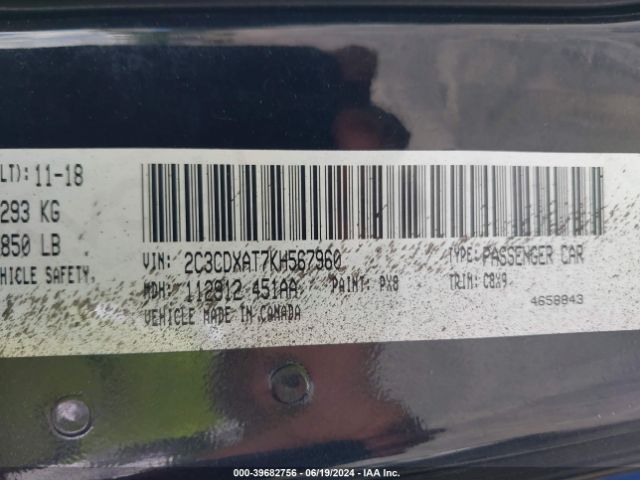 LT): 11-18
293 KG
850 LB
EHICLE SAFETY.
VIN: 2C3CDXAT7KH567960 TYPE: PASSENGER CAR
MDH: 112912 451AA PAINT: PX8 TRIM: C8X9
VEHICLE MADE IN CANADA
4658843
000-39682756 - 06/19/2024 - IAA Inc.